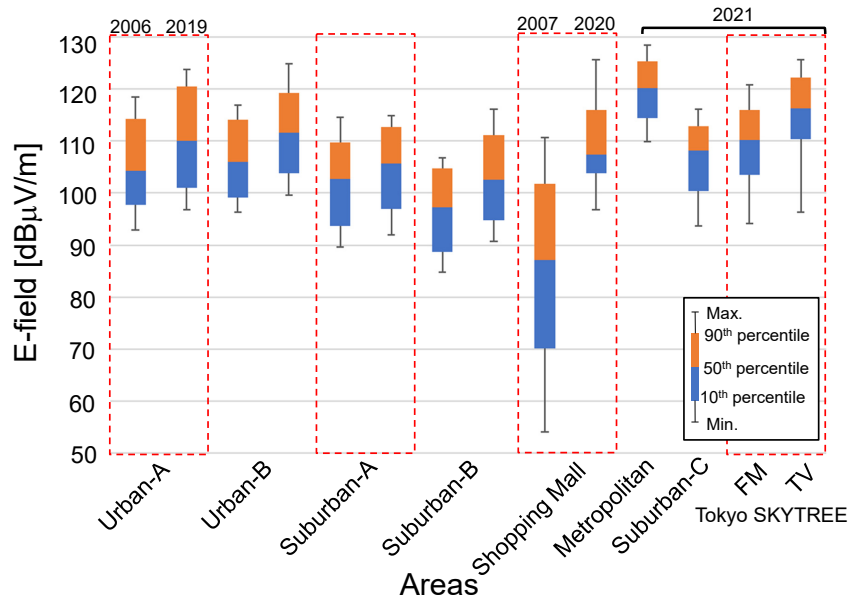 2006 2019
2007 2020
2021
130
120
110
100
90
80
70
60
50
E-field [dBμV/m]
Max.
90th percentile
50th percentile
10th percentile
Min.
Urban-A
Urban-B
Suburban-A
Suburban-B
Shopping Mall
Metropolitan
Suburban-C
FM
TV
Tokyo SKYTREE
Areas